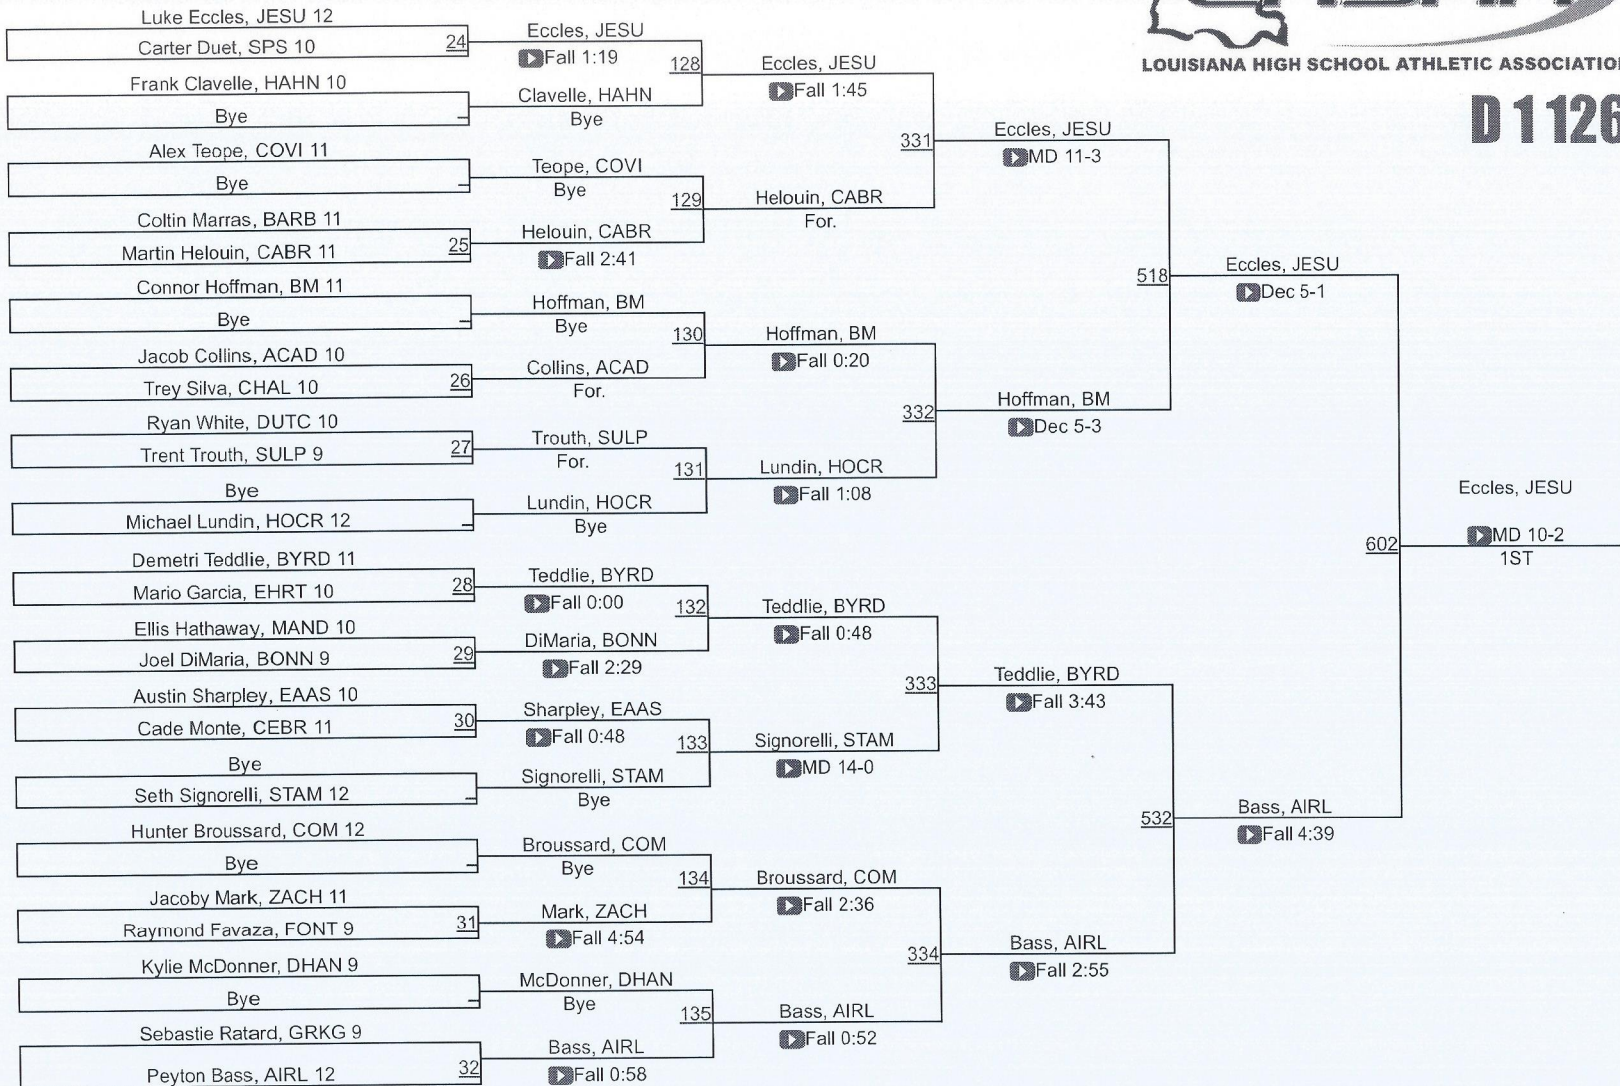 LOUISIANA HIGH SCHOOL ATHLETIC ASSOCIATION
D 1 126
Luke Eccles, JESU 12
Carter Duet, SPS 10
24
Frank Clavelle, HAHN 10
Bye
Alex Teope, COVI 11
Bye
Coltin Marras, BARB 11
Martin Helouin, CABR 11
25
Connor Hoffman, BM 11
Bye
Jacob Collins, ACAD 10
Trey Silva, CHAL 10
26
Ryan White, DUTC 10
Trent Trouth, SULP 9
27
Bye
Michael Lundin, HOCR 12
Demetri Teddlie, BYRD 11
Mario Garcia, EHRT 10
28
Ellis Hathaway, MAND 10
Joel DiMaria, BONN 9
29
Austin Sharpley, EAAS 10
Cade Monte, CEBR 11
30
Bye
Seth Signorelli, STAM 12
Hunter Broussard, COM 12
Bye
Jacoby Mark, ZACH 11
Raymond Favaza, FONT 9
31
Kylie McDonner, DHAN 9
Bye
Sebastie Ratard, GRKG 9
Peyton Bass, AIRL 12
32
Eccles, JESU
Fall 1:19
128
Clavelle, HAHN
Bye
Teope, COVI
Bye
129
Helouin, CABR
Fall 2:41
Hoffman, BM
Bye
130
Collins, ACAD
For.
Trouth, SULP
For.
131
Lundin, HOCR
Bye
Teddlie, BYRD
Fall 0:00
132
DiMaria, BONN
Fall 2:29
Sharpley, EAAS
Fall 0:48
133
Signorelli, STAM
Bye
Broussard, COM
Bye
134
Mark, ZACH
Fall 4:54
McDonner, DHAN
Bye
135
Bass, AIRL
Fall 0:58
Eccles, JESU
Fall 1:45
331
Helouin, CABR
For.
Hoffman, BM
Fall 0:20
332
Lundin, HOCR
Fall 1:08
Teddlie, BYRD
Fall 0:48
333
Signorelli, STAM
MD 14-0
Broussard, COM
Fall 2:36
334
Bass, AIRL
Fall 0:52
Eccles, JESU
MD 11-3
518
Hoffman, BM
Dec 5-3
Teddlie, BYRD
Fall 3:43
532
Bass, AIRL
Fall 2:55
Eccles, JESU
Dec 5-1
602
Bass, AIRL
Fall 4:39
Eccles, JESU
MD 10-2
1ST